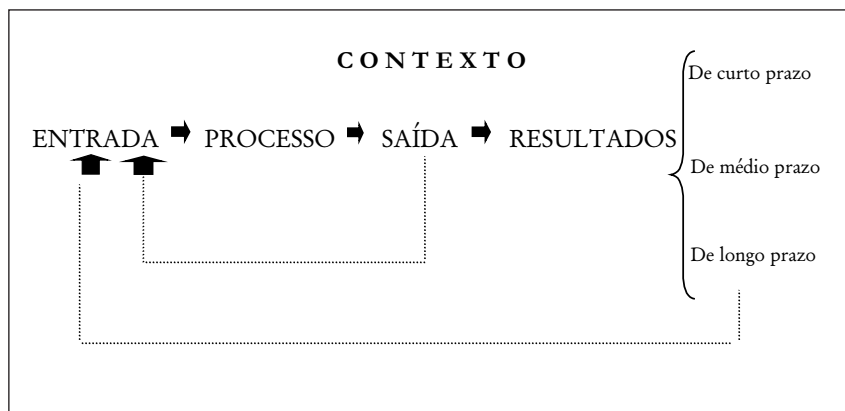 CONTEXTO
De curto prazo
ENTRADA PROCESSO SAÍDA RESULTADOS
De médio prazo
De longo prazo